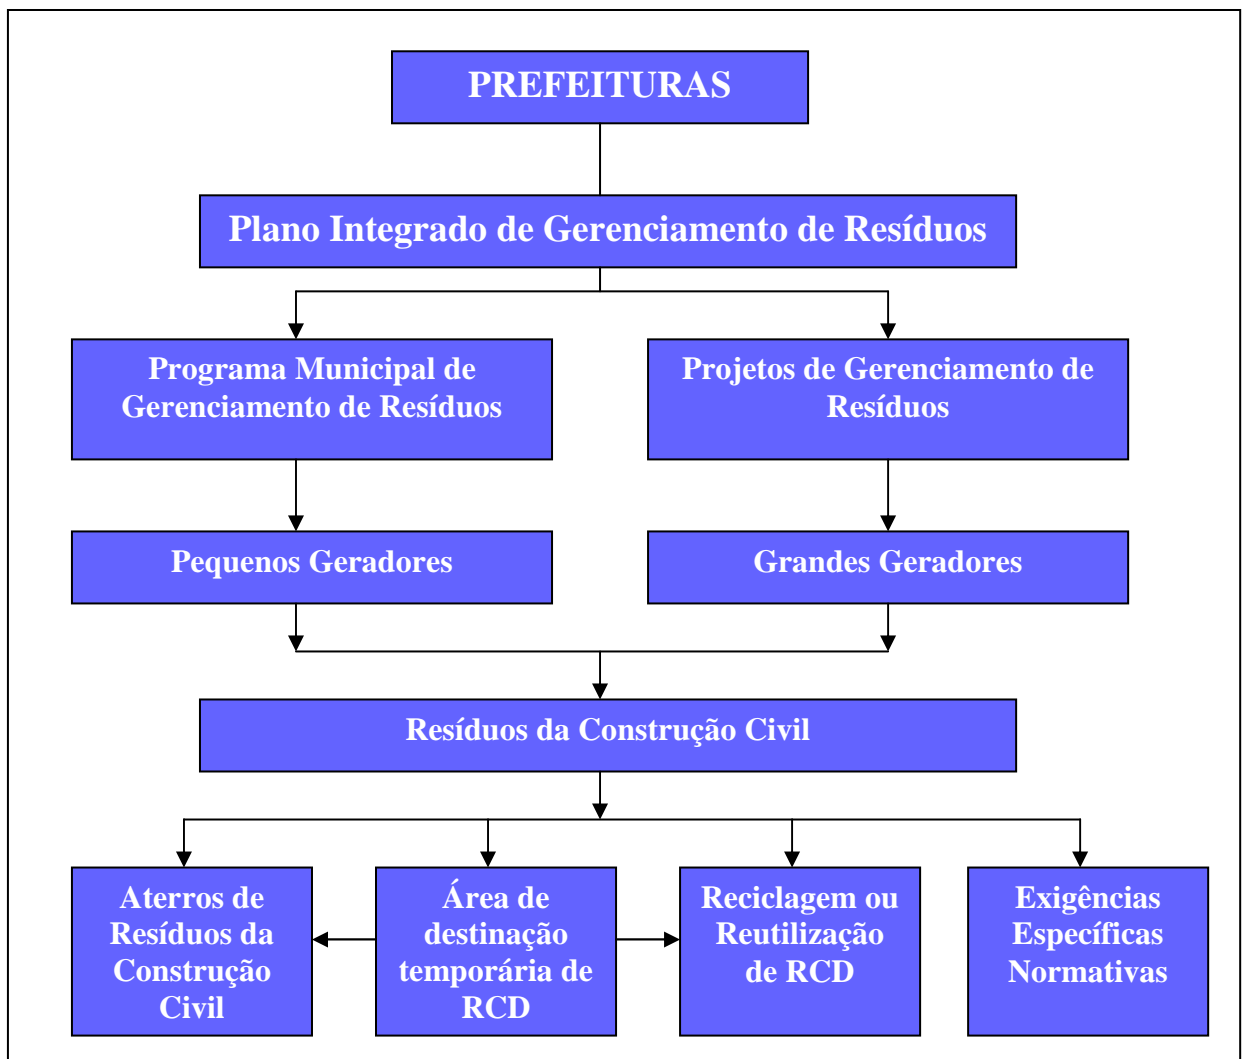 PREFEITURAS
Plano Integrado de Gerenciamento de Resíduos
Programa Municipal de
Gerenciamento de Resíduos
Projetos de Gerenciamento de
Resíduos
Pequenos Geradores
Grandes Geradores
Resíduos da Construção Civil
Aterros de
Resíduos da
Construção
Civil
Área de
destinação
temporária de
RCD
Reciclagem ou
Reutilização
de RCD
Exigências
Específicas
Normativas